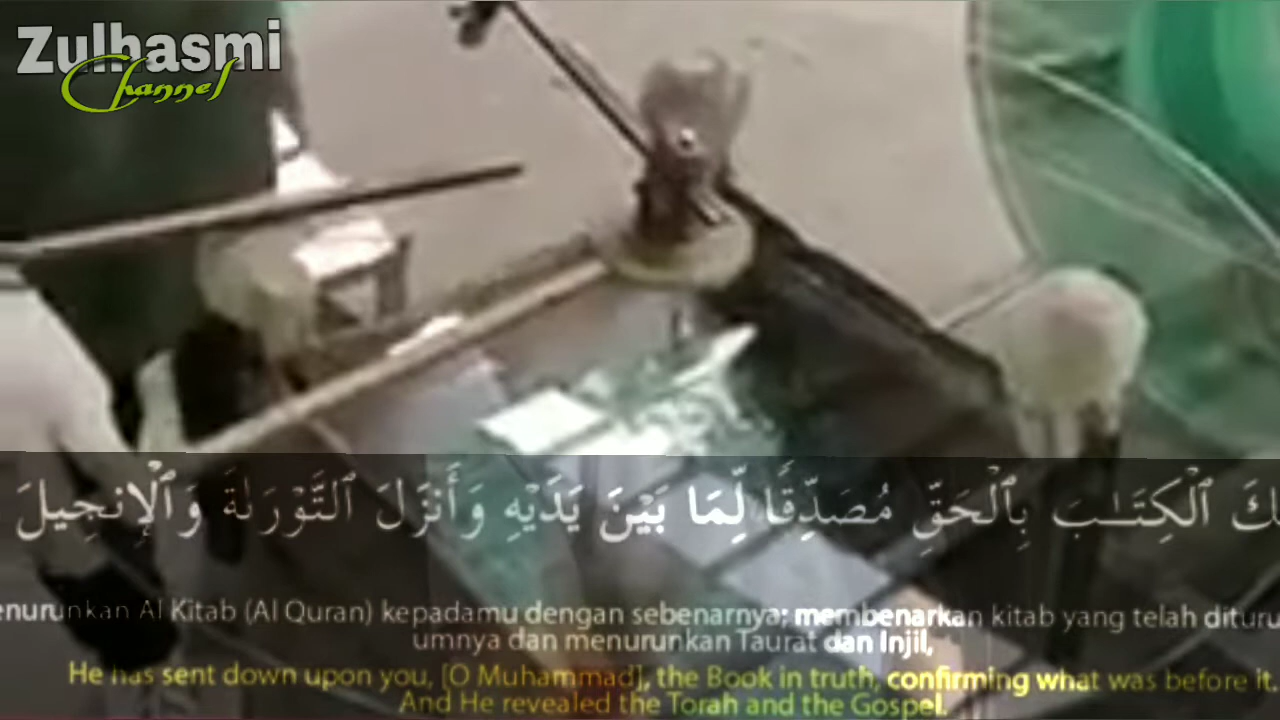 Zulhasmi
Channel
ٱلْكِتَـٰبَ بِٱلْحَقِّ مُصَدِّقًا لِّمَا بَيْنَ يَدَيْهِ وَأَنزَلَ ٱلتَّوْرَىٰةَ وَٱلْإِنجِيلَ
enurunkan Al Kitab (Al Quran) kepadamu dengan sebenarnya; membenarkan kitab yang telah dituru
umnya dan menurunkan Taurat dan Injil,
He has sent down upon you, [O Muhammad], the Book in truth, confirming what was before it.
And He revealed the Torah and the Gospel.